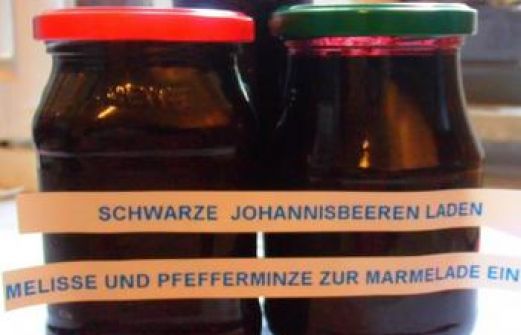 SCHWARZE JOHANNISBEEREN LADEN
MELISSE UND PFEFFERMINZE ZUR MARMELADE EIN